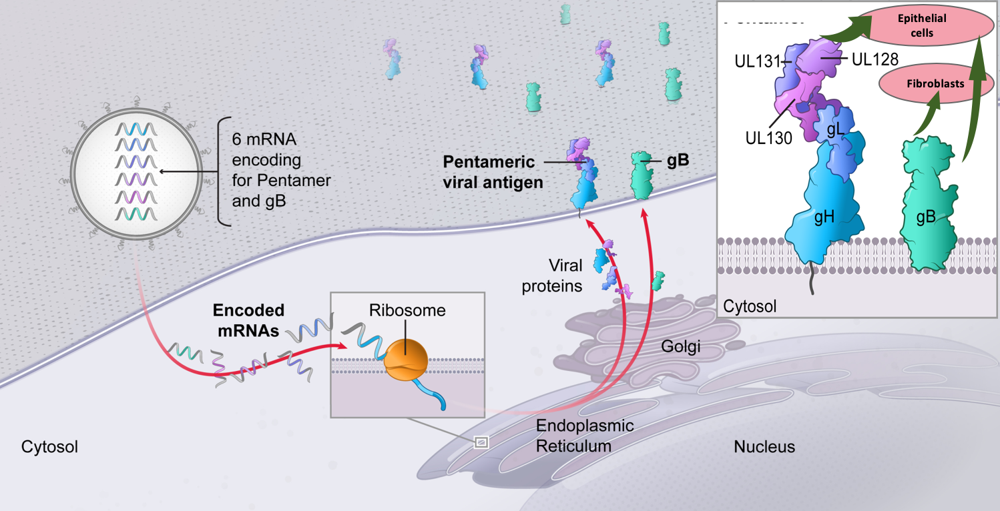 6 mRNA
encoding
for Pentamer
and gB
Encoded
mRNAs
Ribosome
Pentameric
viral antigen
gB
Viral
proteins
Golgi
Endoplasmic
Reticulum
Nucleus
Cytosol
Epithelial
cells
Fibroblasts
UL131
UL128
UL130
gL
gH
gB
Cytosol